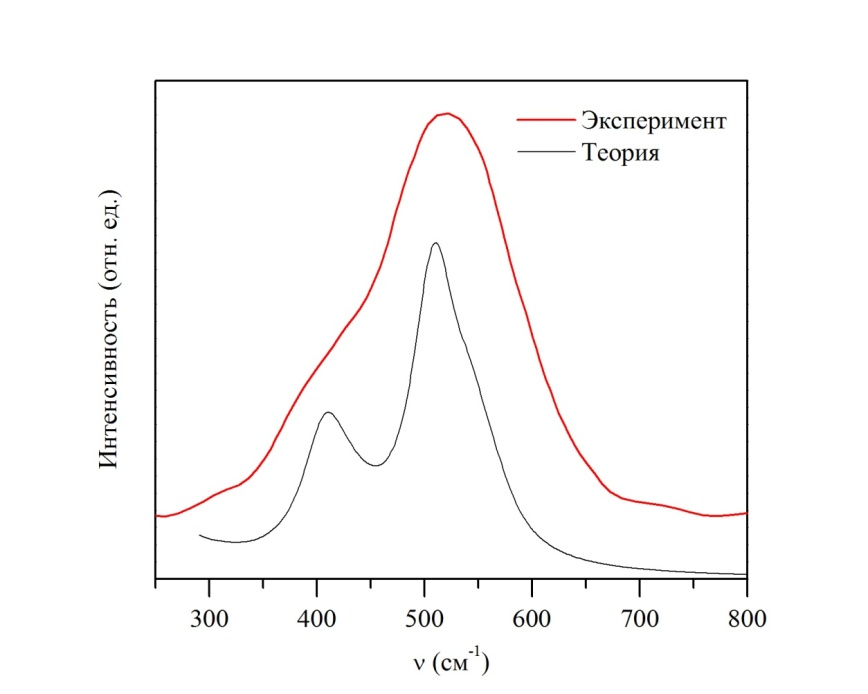 Эксперимент
Теория
Интенсивность (отн. ед.)
300 400 500 600 700 800
ν (см⁻¹)